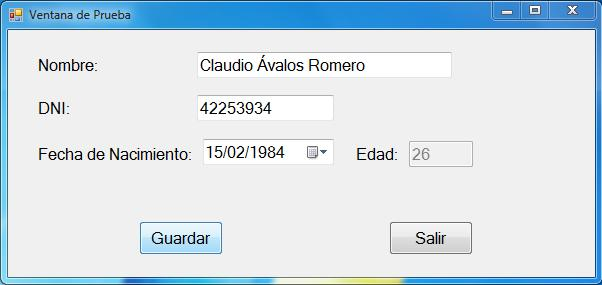 Ventana de Prueba
Nombre: Claudio Ávalos Romero
DNI: 42253934
Fecha de Nacimiento: 15/02/1984 Edad: 26
Guardar Salir